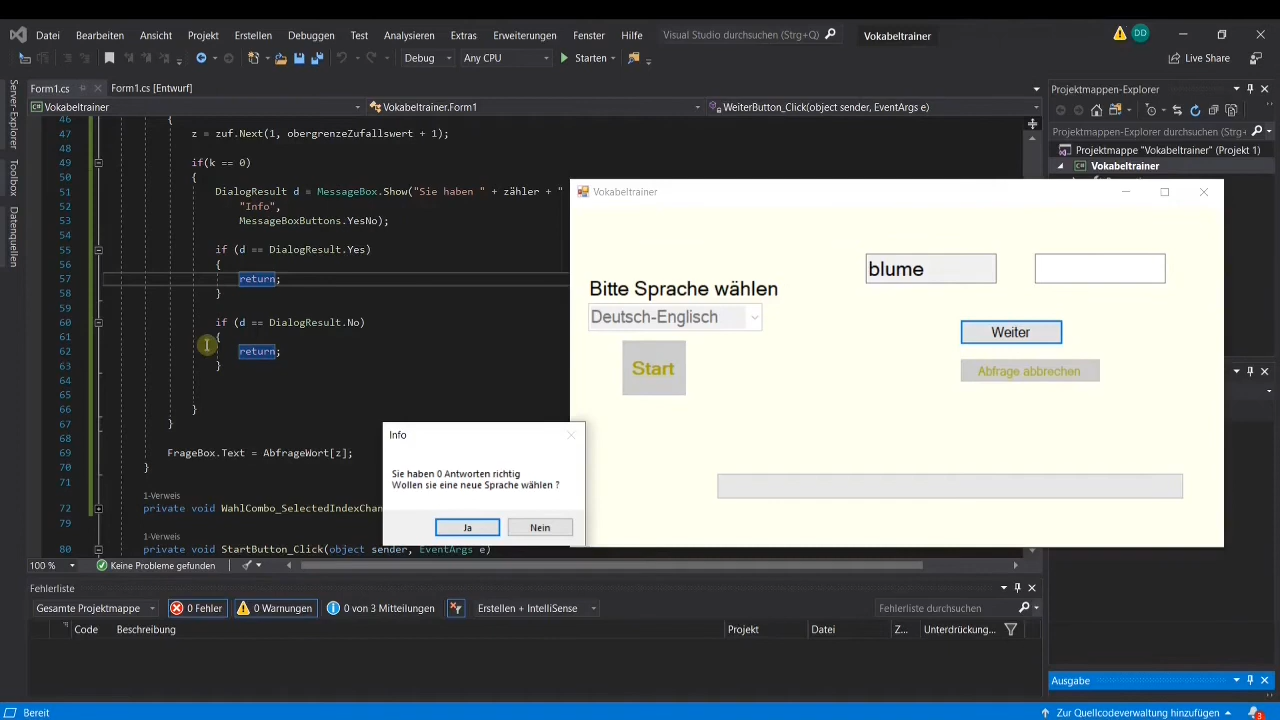 Datei Bearbeiten Ansicht Projekt Erstellen Debuggen Test Analysieren Extras Erweiterungen Fenster Hilfe Visual Studio durchsuchen (Strg+Q) Vokabeltrainer DD
Debug Any CPU Starten Live Share
Form1.cs Form1.cs [Entwurf]
Vokabeltrainer Vokabeltrainer.Form1 WeiterButton_Click(object sender, EventArgs e)
Server-Explorer
Toolbox
Datenquellen
46 {
47 z = zuf.Next(1, obergrenzeZufallswert + 1);
48
49 if(k == 0)
50 {
51 DialogResult d = MessageBox.Show("Sie haben " + zähler + "
52 "Info",
53 MessageBoxButtons.YesNo);
54
55 if (d == DialogResult.Yes)
56 {
57 return;
58 }
59
60 if (d == DialogResult.No)
61 {
62 return;
63 }
64
65
66 }
67 }
68
69 FrageBox.Text = AbfrageWort[z];
70 }
71
1-Verweis
72 private void WahlCombo_SelectedIndexChan
79
1-Verweis
80 private void StartButton_Click(object sender, EventArgs e)
Projektmappen-Explorer
Projektmappen-Explorer durchsuchen (Strg+
Projektmappe "Vokabeltrainer" (Projekt 1)
Vokabeltrainer
Vokabeltrainer
blume
Bitte Sprache wählen
Deutsch-Englisch
Weiter
Start
Abfrage abbrechen
Info
Sie haben 0 Antworten richtig
Wollen sie eine neue Sprache wählen ?
Ja Nein
100 % Keine Probleme gefunden
Fehlerliste
Gesamte Projektmappe 0 Fehler 0 Warnungen 0 von 3 Mitteilungen Erstellen + IntelliSense Fehlerliste durchsuchen
Code Beschreibung Projekt Datei Z... Unterdrückung...
Ausgabe
Bereit Zur Quellcodeverwaltung hinzufügen 3